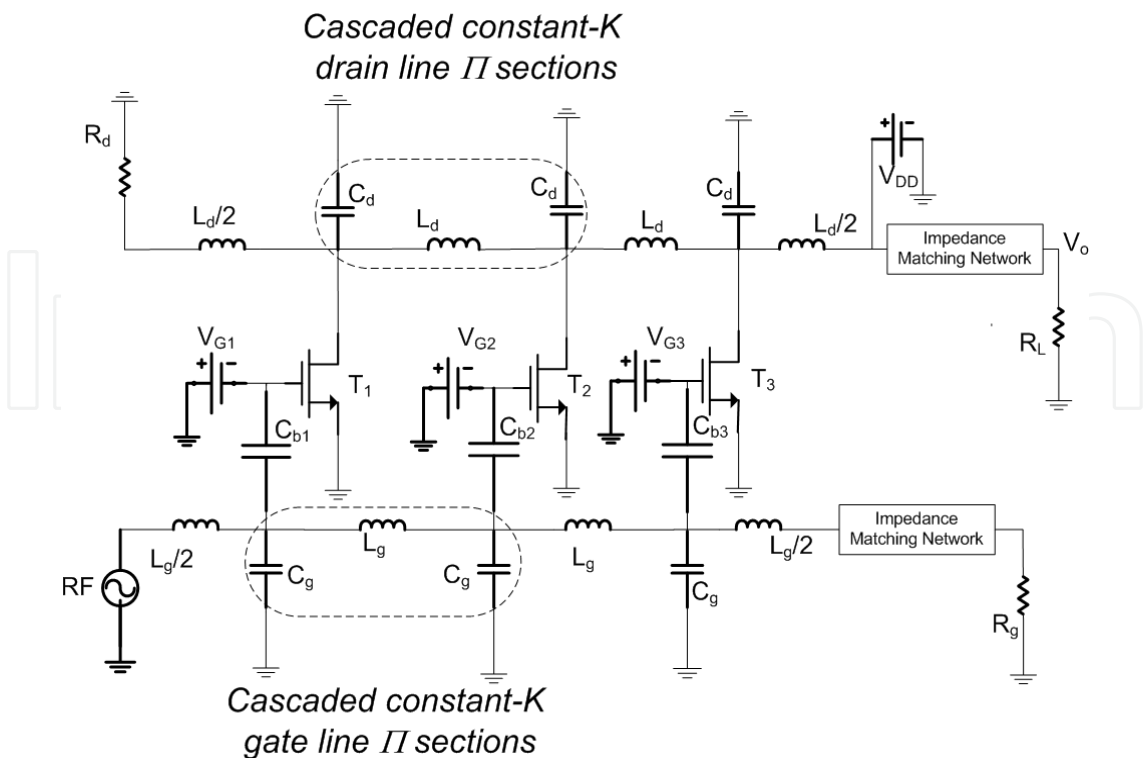 Cascaded constant-K
drain line Π sections
R_d
C_d
C_d
C_d
+ -
V_DD
L_d/2
L_d
L_d
L_d/2
Impedance
Matching Network
V_o
R_L
V_G1
+ -
T_1
V_G2
+ -
T_2
V_G3
+ -
T_3
C_b1
C_b2
C_b3
L_g/2
L_g
L_g
L_g/2
Impedance
Matching Network
RF
C_g
C_g
C_g
R_g
Cascaded constant-K
gate line Π sections